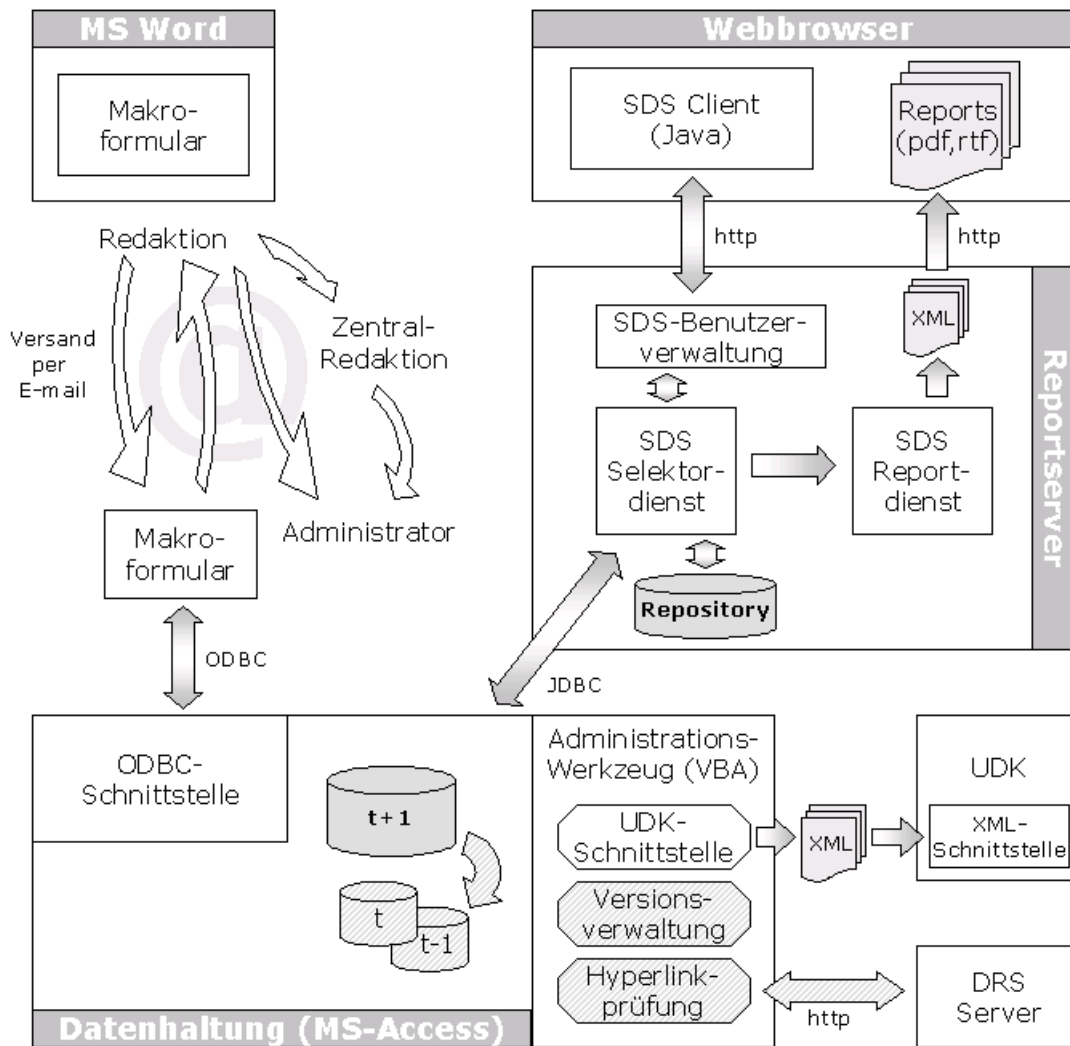 MS Word
Makro-
formular
Webbrowser
SDS Client
(Java)
Reports
(pdf,rtf)
http
http
Redaktion
Versand
per
E-mail
@
Zentral-
Redaktion
Administrator
Makro-
formular
ODBC
SDS-Benutzer-
verwaltung
XML
SDS
Selektor-
dienst
SDS
Report-
dienst
Repository
Reportserver
JDBC
ODBC-
Schnittstelle
t+1
t
t-1
Datenhaltung (MS-Access)
Administrations-
Werkzeug (VBA)
UDK-
Schnittstelle
Versions-
verwaltung
Hyperlink-
prüfung
XML
UDK
XML-
Schnittstelle
http
DRS
Server